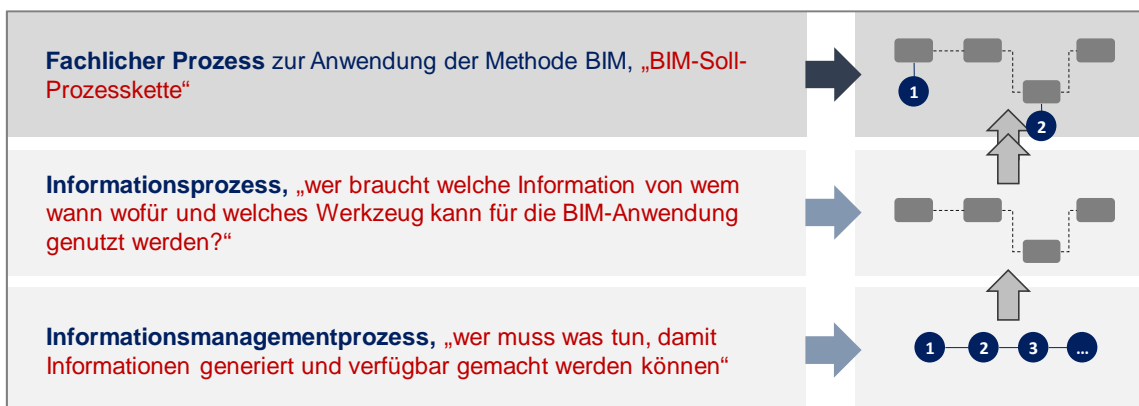 Fachlicher Prozess zur Anwendung der Methode BIM, „BIM-Soll-
Prozesskette“
1
2
Informationsprozess, „wer braucht welche Information von wem
wann wofür und welches Werkzeug kann für die BIM-Anwendung
genutzt werden?“
Informationsmanagementprozess, „wer muss was tun, damit
Informationen generiert und verfügbar gemacht werden können“
1 2 3 ...